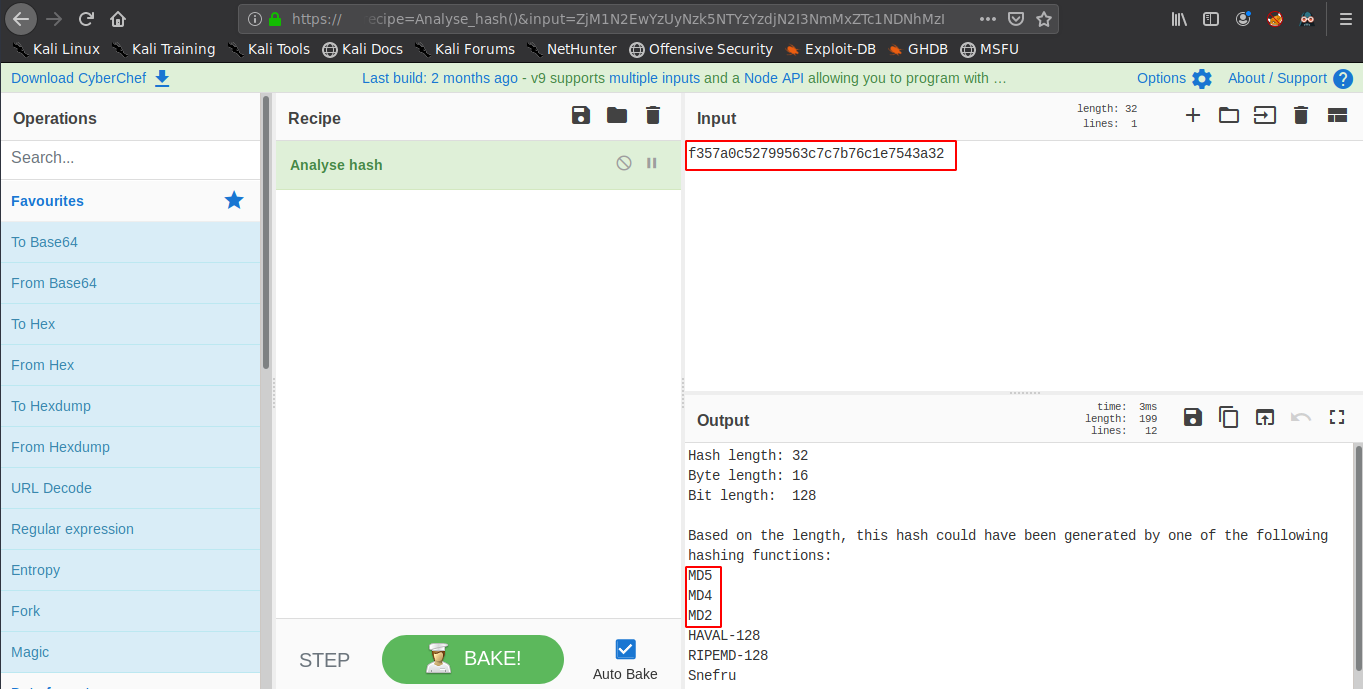 https:// ecipe=Analyse_hash()&input=ZjM1N2EwYzUyNzk5NTYzYzdjN2I3NmMxZTc1NDNhMzI
Kali Linux Kali Training Kali Tools Kali Docs Kali Forums NetHunter Offensive Security Exploit-DB GHDB MSFU
Download CyberChef Last build: 2 months ago - v9 supports multiple inputs and a Node API allowing you to program with … Options About / Support ?
Operations
Search...
Favourites
To Base64
From Base64
To Hex
From Hex
To Hexdump
From Hexdump
URL Decode
Regular expression
Entropy
Fork
Magic
Recipe
Analyse hash
STEP
BAKE!
Auto Bake
Input
length: 32
lines: 1
f357a0c52799563c7c7b76c1e7543a32
Output
time: 3ms
length: 199
lines: 12
Hash length: 32
Byte length: 16
Bit length: 128
Based on the length, this hash could have been generated by one of the following
hashing functions:
MD5
MD4
MD2
HAVAL-128
RIPEMD-128
Snefru